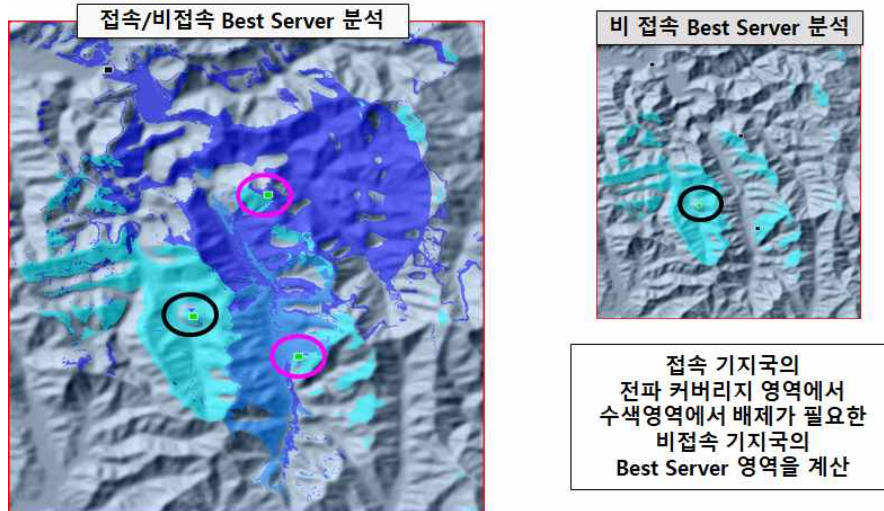 접속/비접속 Best Server 분석
비 접속 Best Server 분석
접속 기지국의
전파 커버리지 영역에서
수색영역에서 배제가 필요한
비접속 기지국의
Best Server 영역을 계산